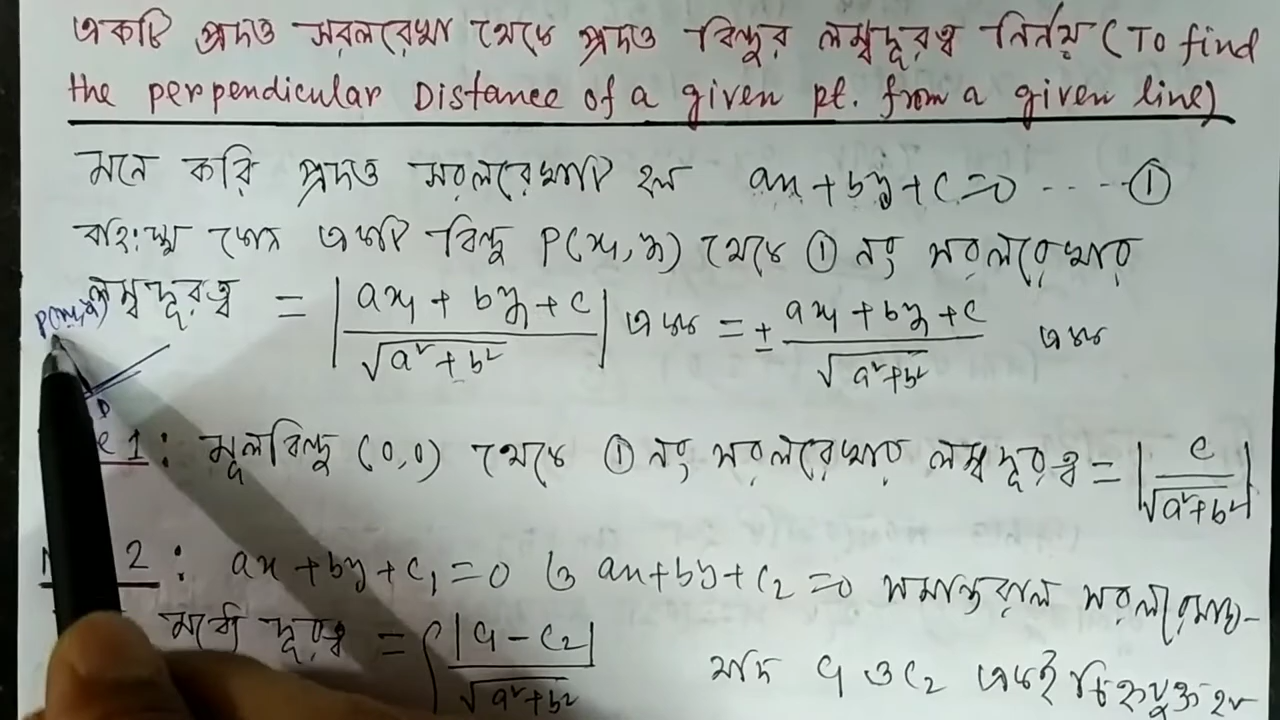 একটি প্রদত্ত সরলরেখা থেকে প্রদত্ত বিন্দুর লম্বদূরত্ব নির্ণয় (To find
the perpendicular Distance of a given pt. from a given line)
মনে করি প্রদত্ত সরলরেখাটি হল ax+by+c=0 ----①
বহিঃস্থ কোন একটি বিন্দু P(x₁,y₁) থেকে ① নং সরলরেখার
লম্বদূরত্ব = |ax₁+by₁+c / √(a²+b²)| একক = ± ax₁+by₁+c / √(a²+b²) একক
P(x₁,y₁)
D
1: মূলবিন্দু (0,0) থেকে ① নং সরলরেখার লম্বদূরত্ব = |c / √(a²+b²)|
2: ax+by+c₁=0 ও ax+by+c₂=0 সমান্তরাল সরলরেখা-
মধ্যে দূরত্ব = { |c₁-c₂| / √(a²+b²) যদি c₁ ও c₂ একই চিহ্নযুক্ত হয়